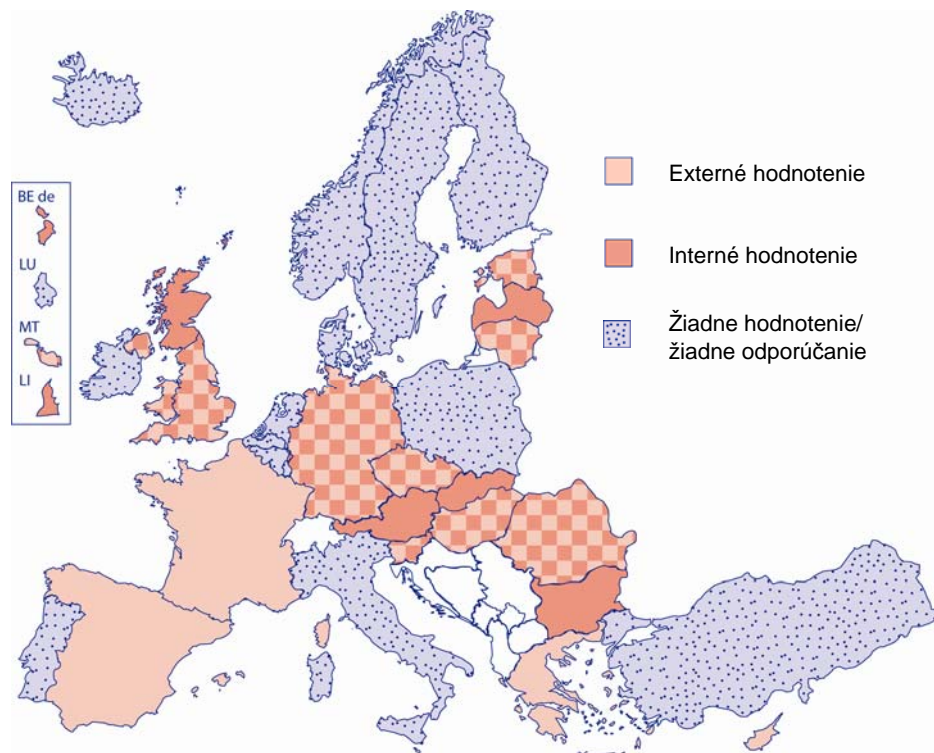 Externé hodnotenie
Interné hodnotenie
Žiadne hodnotenie/
žiadne odporúčanie
BE de
LU
MT
LI